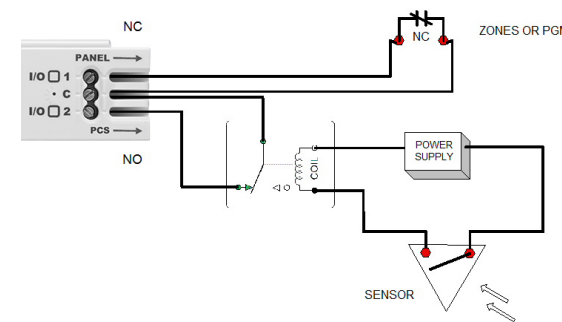 NC
PANEL
I/O 1
C
I/O 2
PCS
NO
NC
ZONES OR PGM
COIL
POWER
SUPPLY
SENSOR